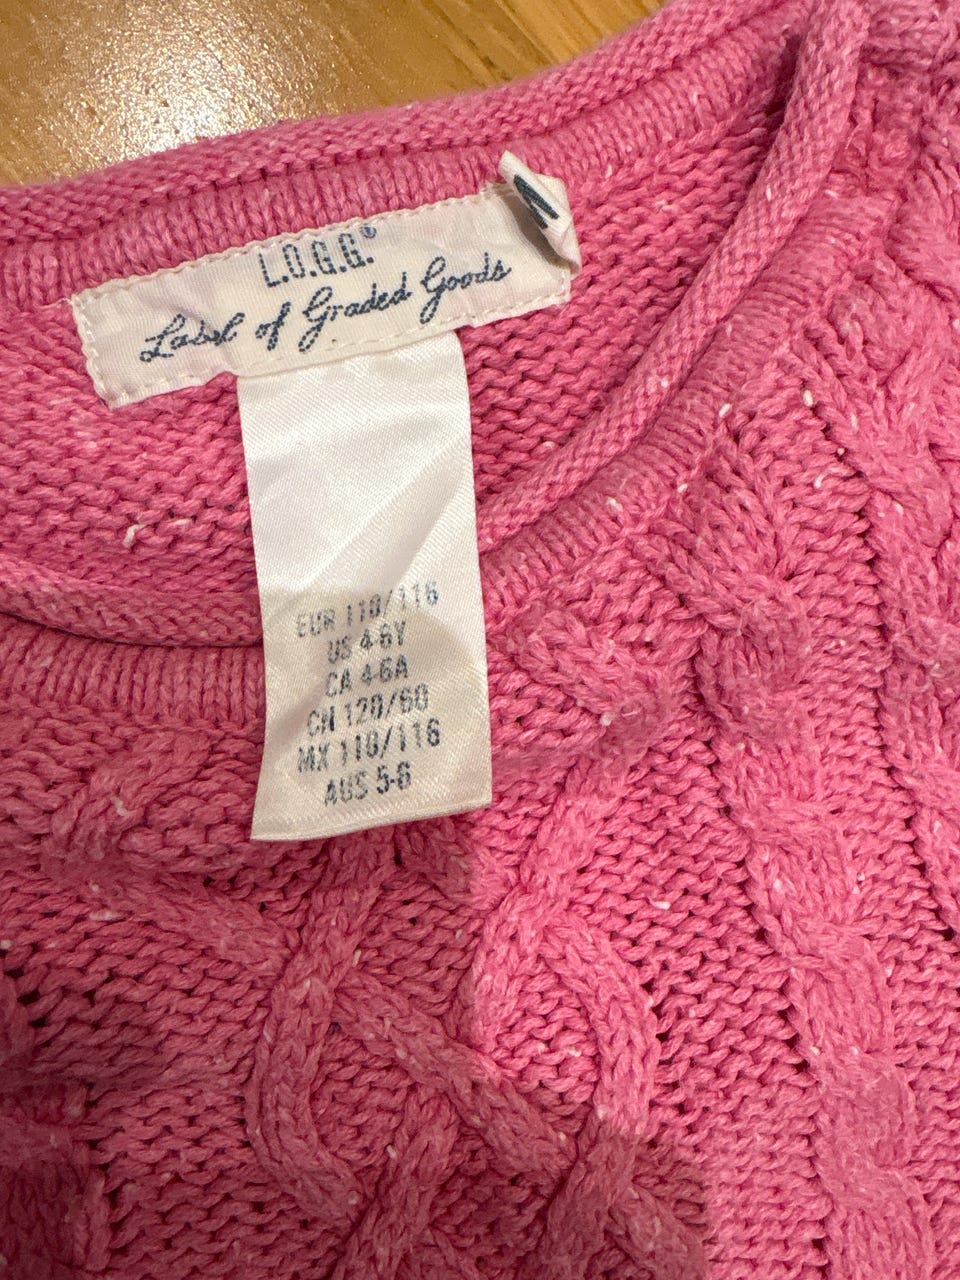 L.O.G.G.®
Label of Graded Goods
EUR 110/116
US 4-6Y
CA 4-6A
CN 120/60
MX 110/116
AUS 5-6